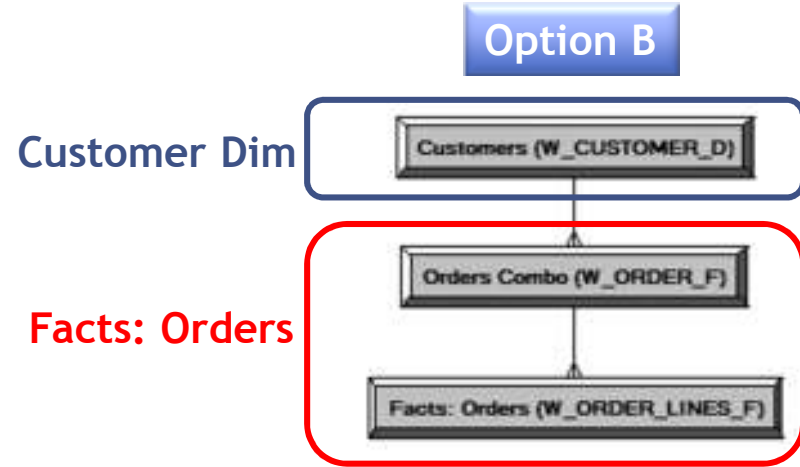 Option B
Customer Dim
Customers (W_CUSTOMER_D)
Orders Combo (W_ORDER_F)
Facts: Orders
Facts: Orders (W_ORDER_LINES_F)